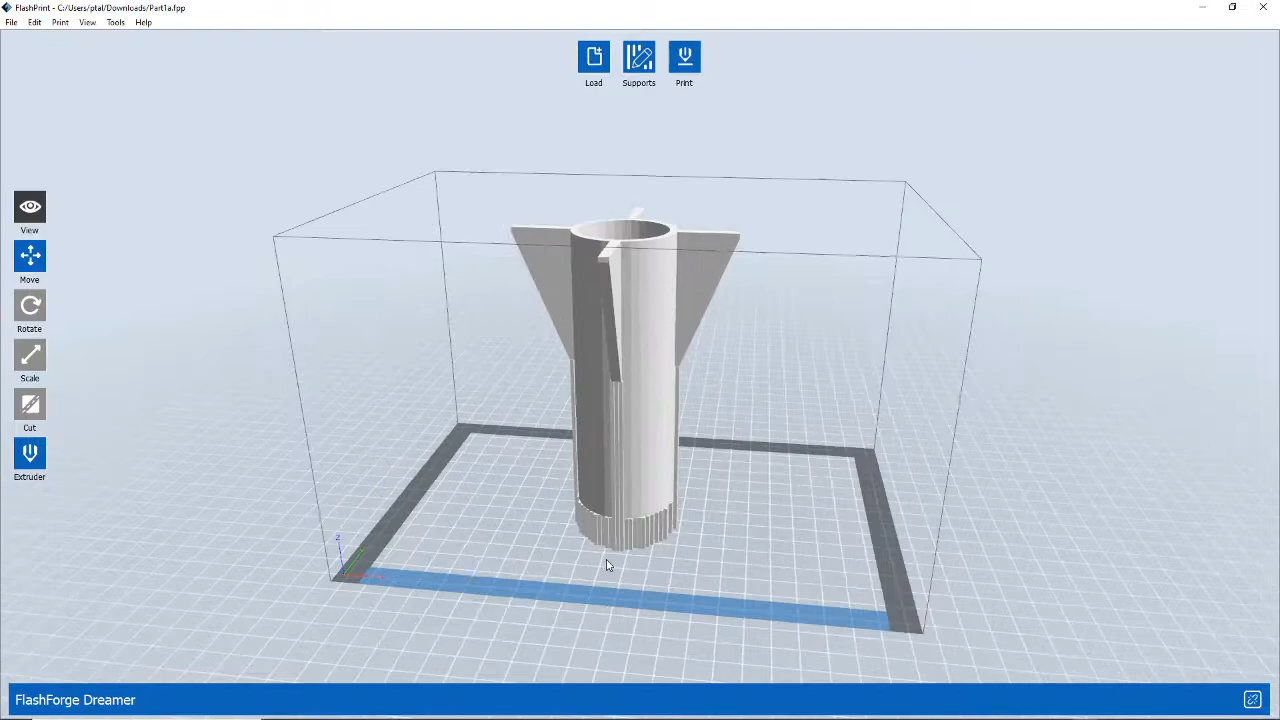 FlashPrint - C:/Users/ptal/Downloads/Part1a.fpp
File Edit Print View Tools Help
Load Supports Print
View
Move
Rotate
Scale
Cut
Extruder
Z
FlashForge Dreamer